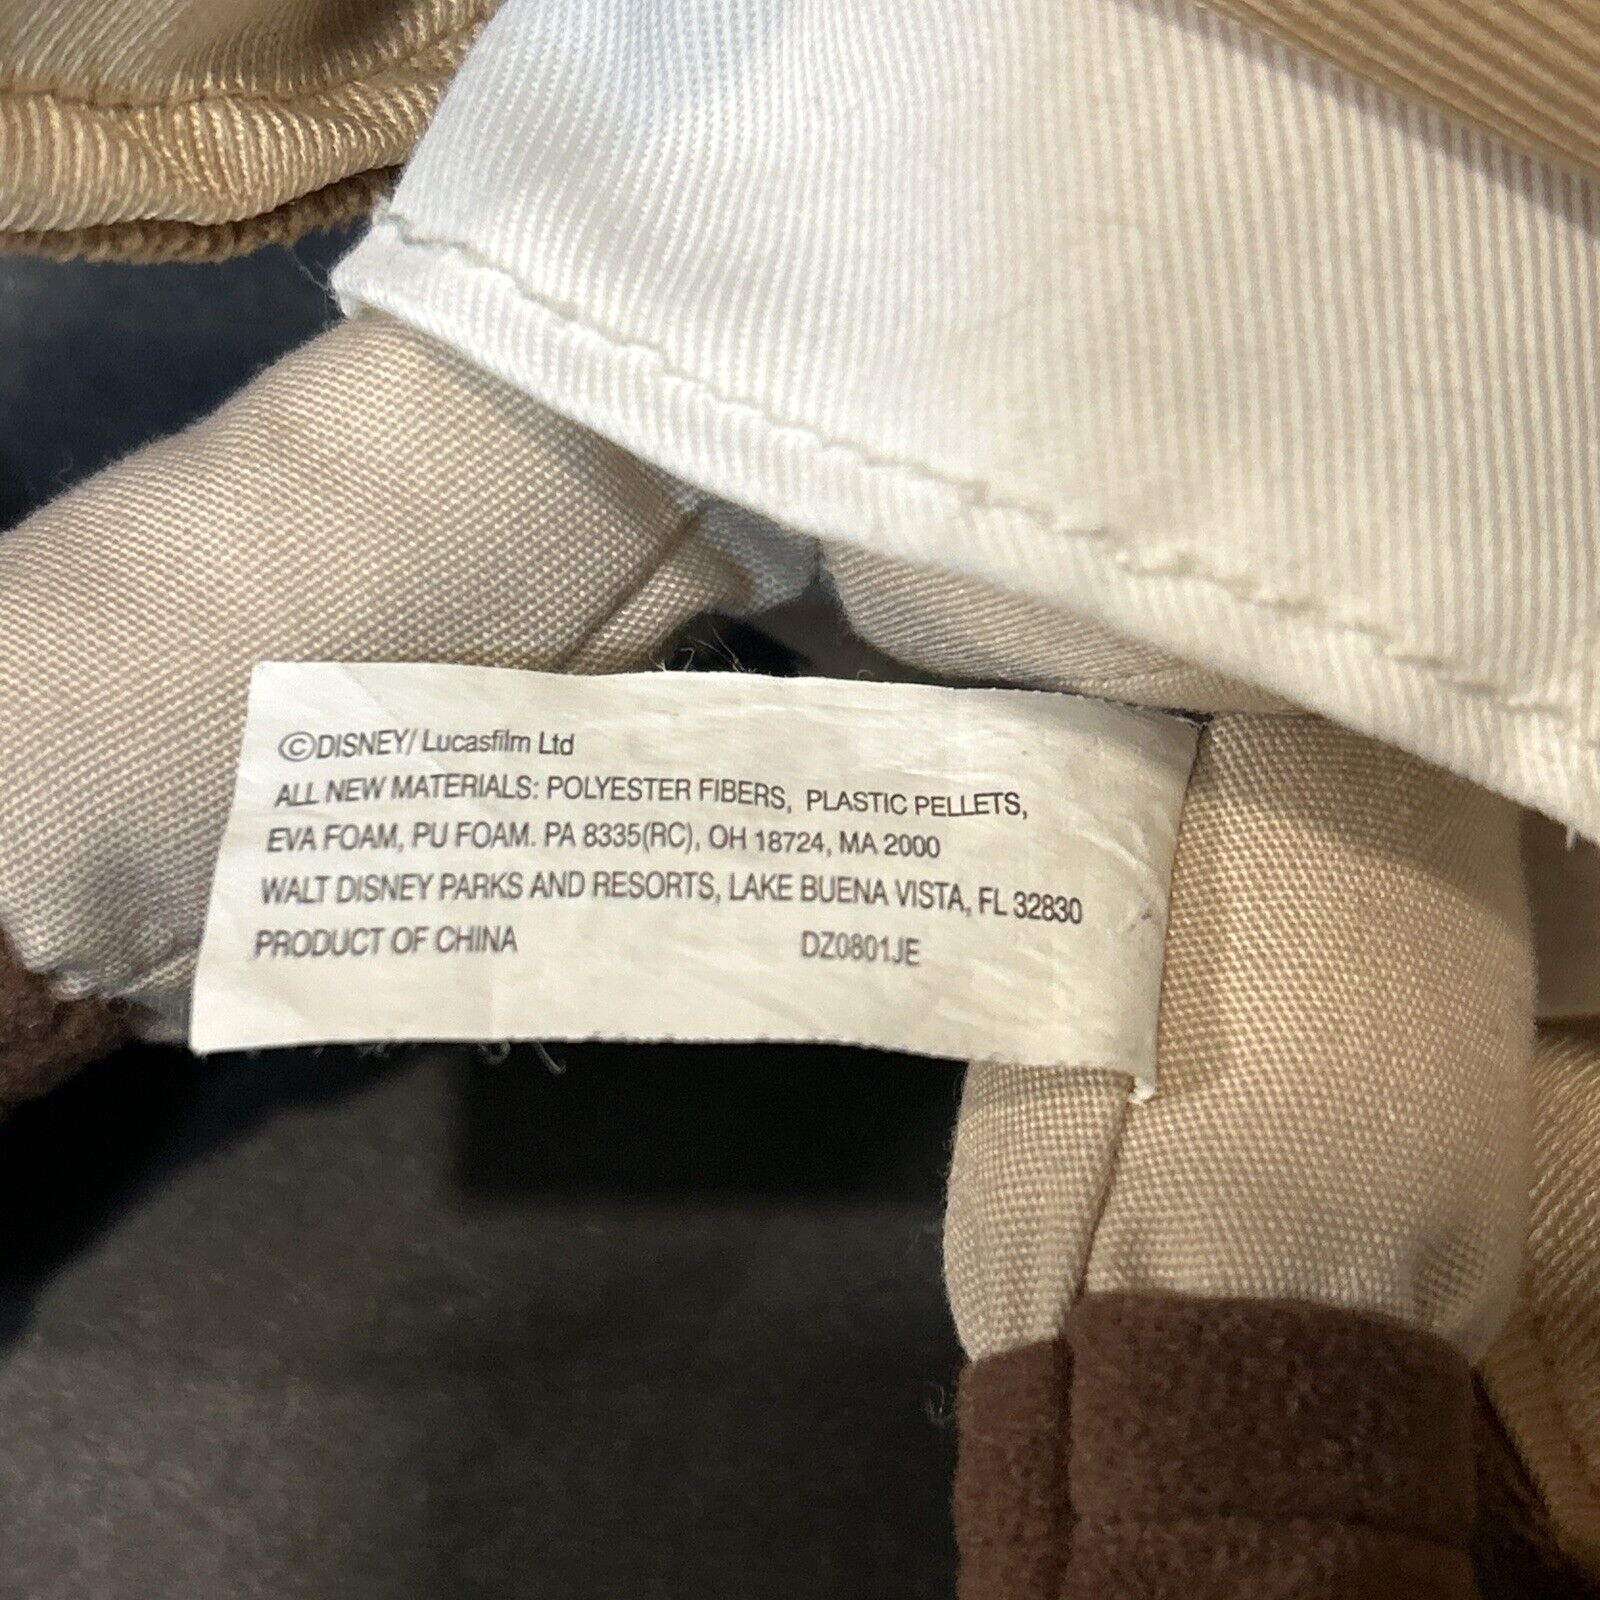 ©DISNEY/ Lucasfilm Ltd
ALL NEW MATERIALS: POLYESTER FIBERS, PLASTIC PELLETS,
EVA FOAM, PU FOAM. PA 8335(RC), OH 18724, MA 2000
WALT DISNEY PARKS AND RESORTS, LAKE BUENA VISTA, FL 32830
PRODUCT OF CHINA DZ0801JE